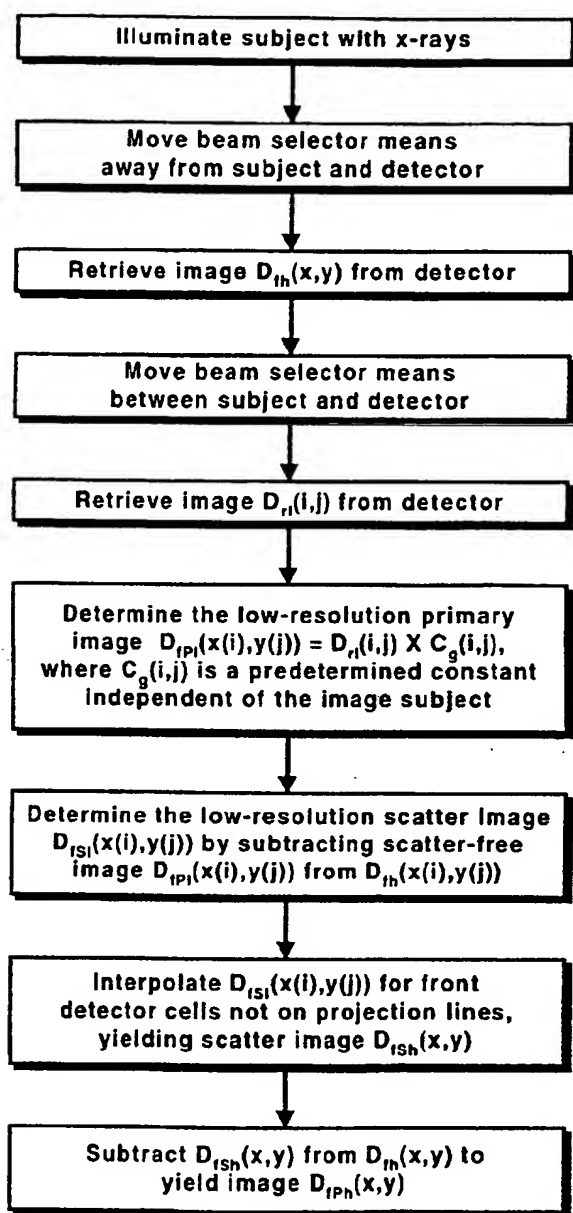 Illuminate subject with x-rays
Move beam selector means
away from subject and detector
Retrieve image D_fh(x,y) from detector
Move beam selector means
between subject and detector
Retrieve image D_rl(i,j) from detector
Determine the low-resolution primary
image D_fPl(x(i),y(j)) = D_rl(i,j) X C_g(i,j),
where C_g(i,j) is a predetermined constant
independent of the image subject
Determine the low-resolution scatter Image
D_fSl(x(i),y(j)) by subtracting scatter-free
image D_fPl(x(i),y(j)) from D_fh(x(i),y(j))
Interpolate D_fSl(x(i),y(j)) for front
detector cells not on projection lines,
yielding scatter image D_fSh(x,y)
Subtract D_fSh(x,y) from D_fh(x,y) to
yield image D_fPh(x,y)